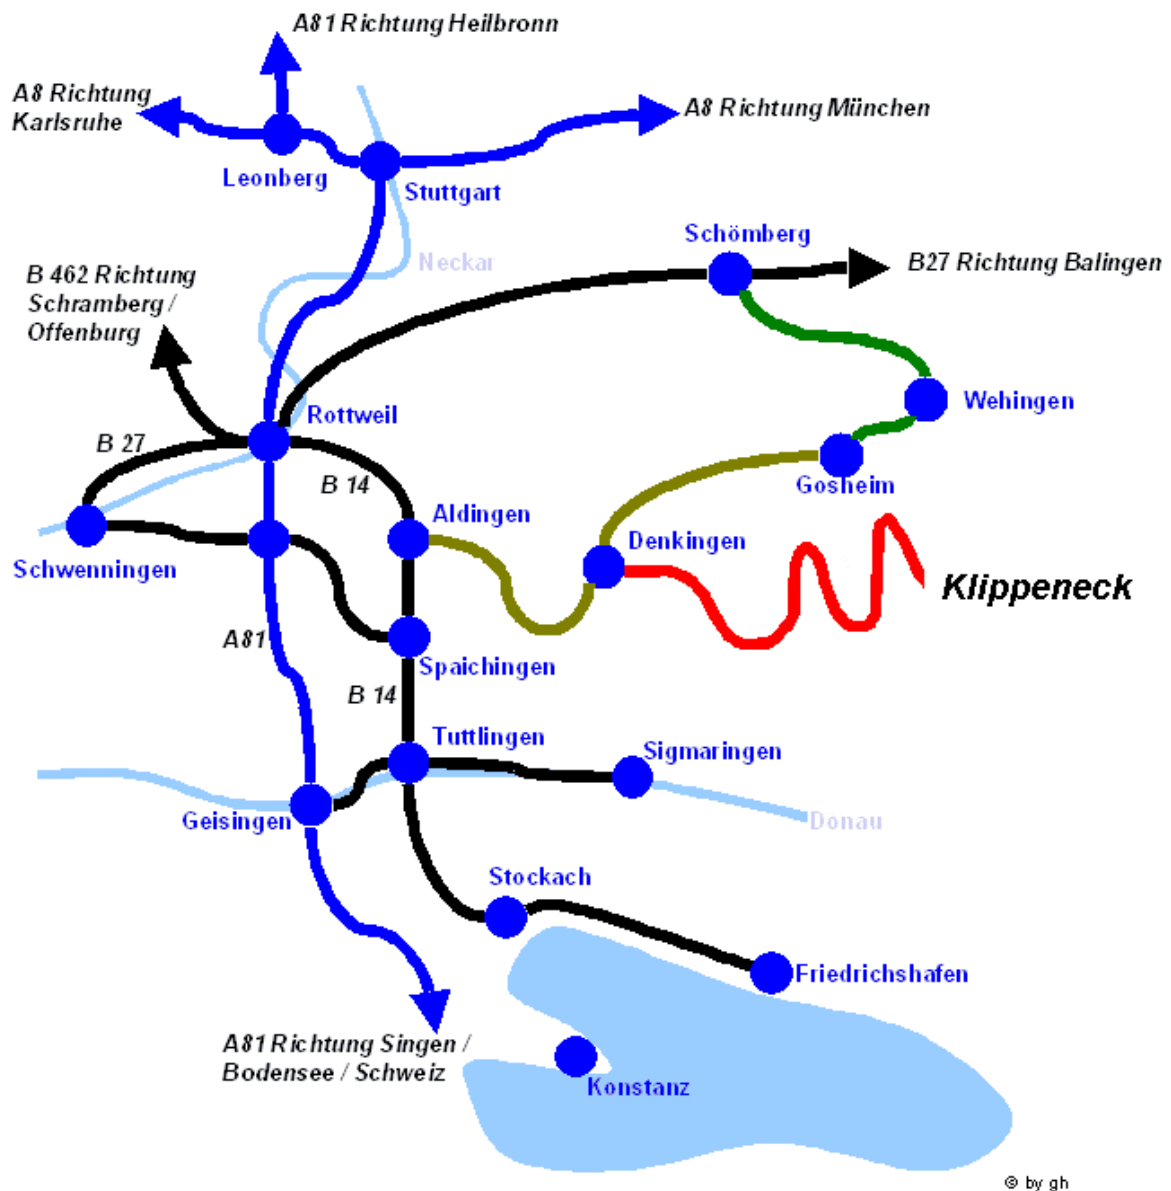 A81 Richtung Heilbronn
A8 Richtung
Karlsruhe
A8 Richtung München
Leonberg
Stuttgart
Schömberg
Neckar
B 462 Richtung
Schramberg /
Offenburg
B27 Richtung Balingen
Rottweil
Wehingen
B 27
B 14
Gosheim
Aldingen
Denkingen
Schwenningen
Klippeneck
A81
Spaichingen
B 14
Tuttlingen
Sigmaringen
Geisingen
Donau
Stockach
Friedrichshafen
A81 Richtung Singen /
Bodensee / Schweiz
Konstanz
© by gh